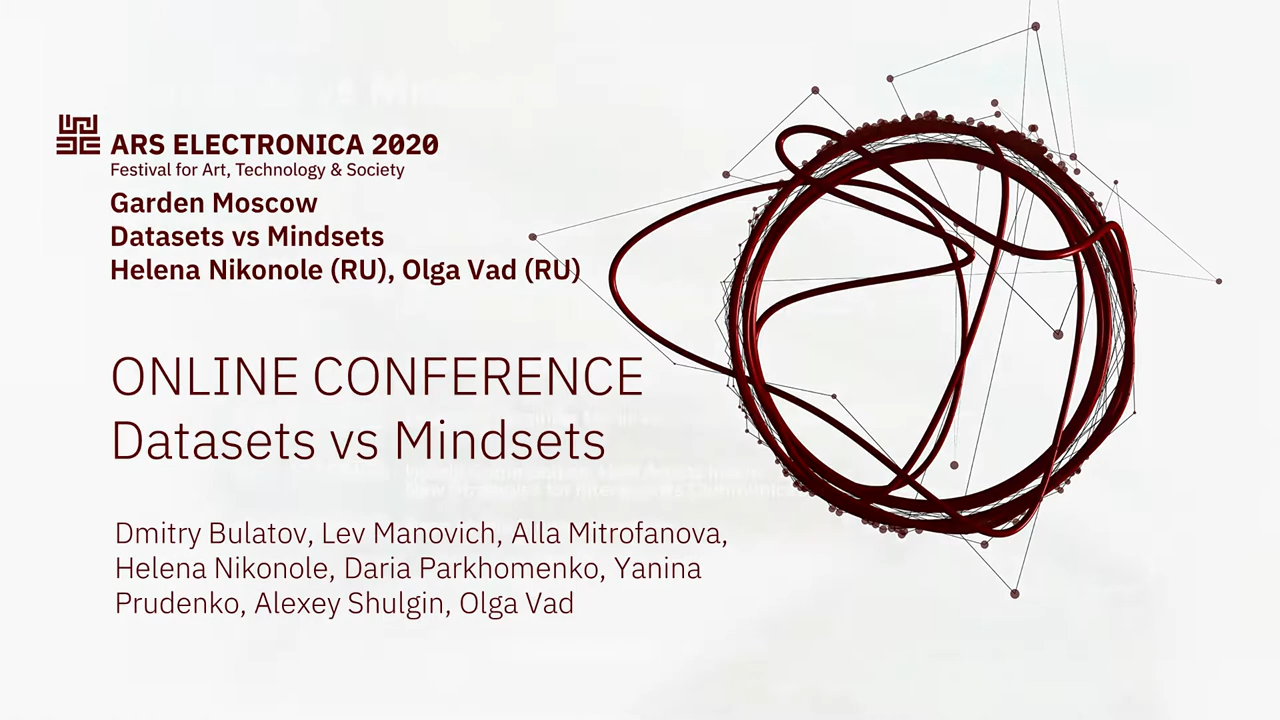 ARS ELECTRONICA 2020
Festival for Art, Technology & Society
Garden Moscow
Datasets vs Mindsets
Helena Nikonole (RU), Olga Vad (RU)
ONLINE CONFERENCE
Datasets vs Mindsets
Dmitry Bulatov, Lev Manovich, Alla Mitrofanova,
Helena Nikonole, Daria Parkhomenko, Yanina
Prudenko, Alexey Shulgin, Olga Vad